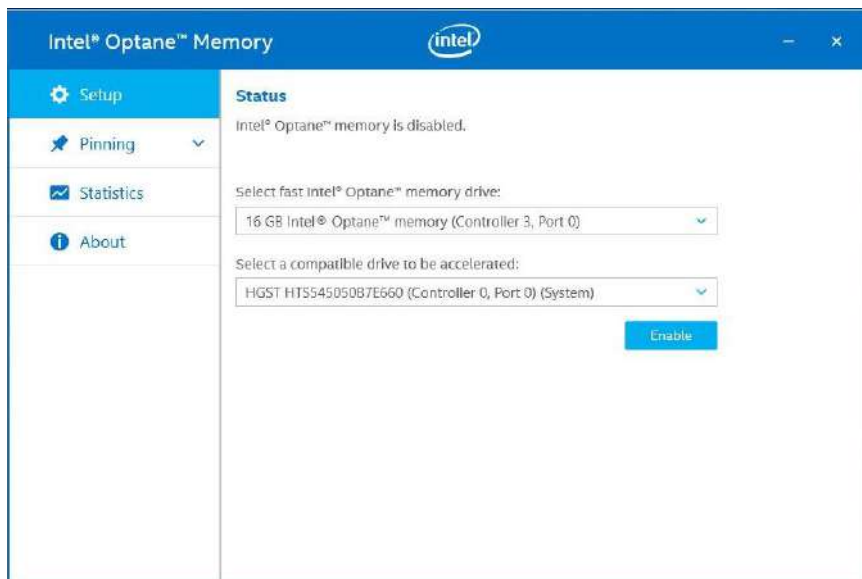 Intel® Optane™ Memory
intel
Setup
Pinning
Statistics
About
Status
Intel® Optane™ memory is disabled.
Select fast Intel® Optane™ memory drive:
16 GB Intel® Optane™ memory (Controller 3, Port 0)
Select a compatible drive to be accelerated:
HGST HTS545050B7E660 (Controller 0, Port 0) (System)
Enable